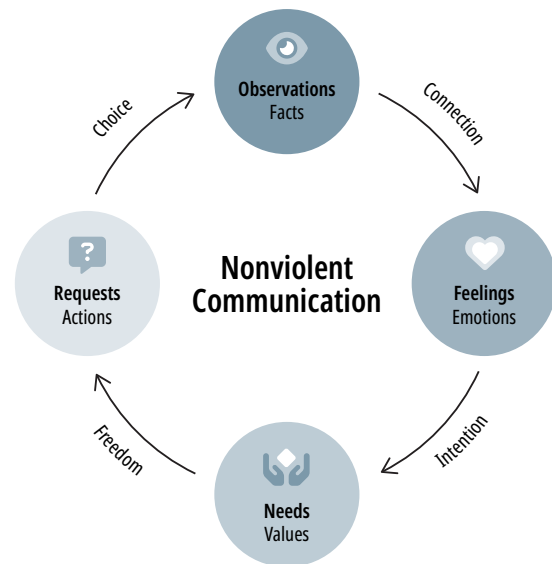 Observations
Facts
Choice
Connection
?
Requests
Actions
Nonviolent
Communication
Feelings
Emotions
Freedom
Intention
Needs
Values